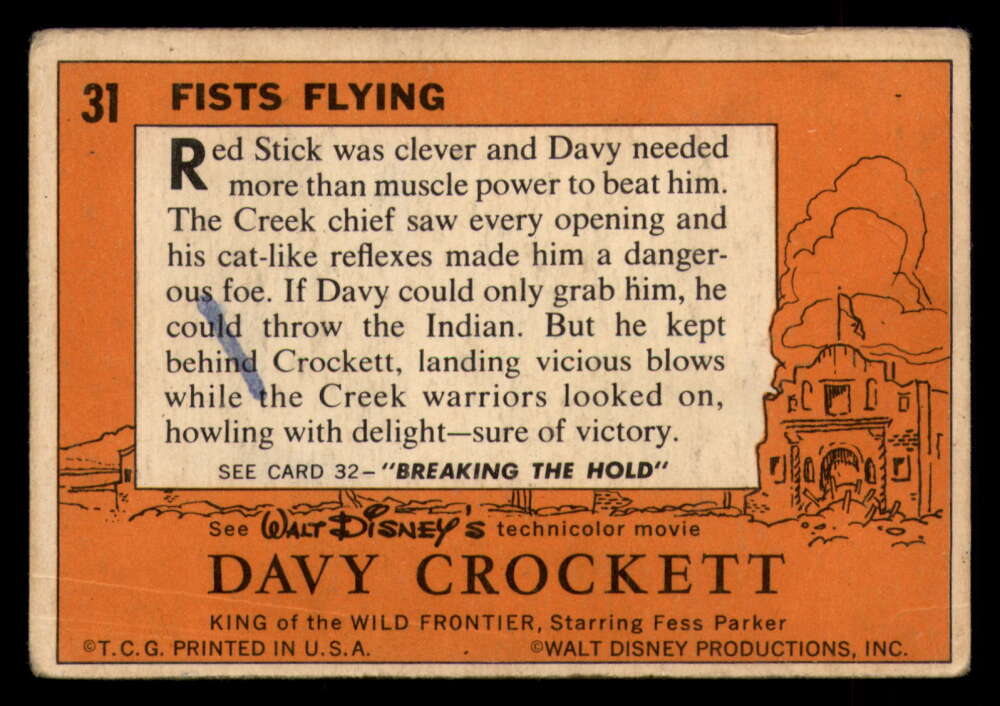 31 FISTS FLYING
Red Stick was clever and Davy needed
more than muscle power to beat him.
The Creek chief saw every opening and
his cat-like reflexes made him a danger-
ous foe. If Davy could only grab him, he
could throw the Indian. But he kept
behind Crockett, landing vicious blows
while the Creek warriors looked on,
howling with delight—sure of victory.
SEE CARD 32—"BREAKING THE HOLD"
See WALT DISNEY'S technicolor movie
DAVY CROCKETT
KING of the WILD FRONTIER, Starring Fess Parker
©T.C.G. PRINTED IN U.S.A. ©WALT DISNEY PRODUCTIONS, INC.